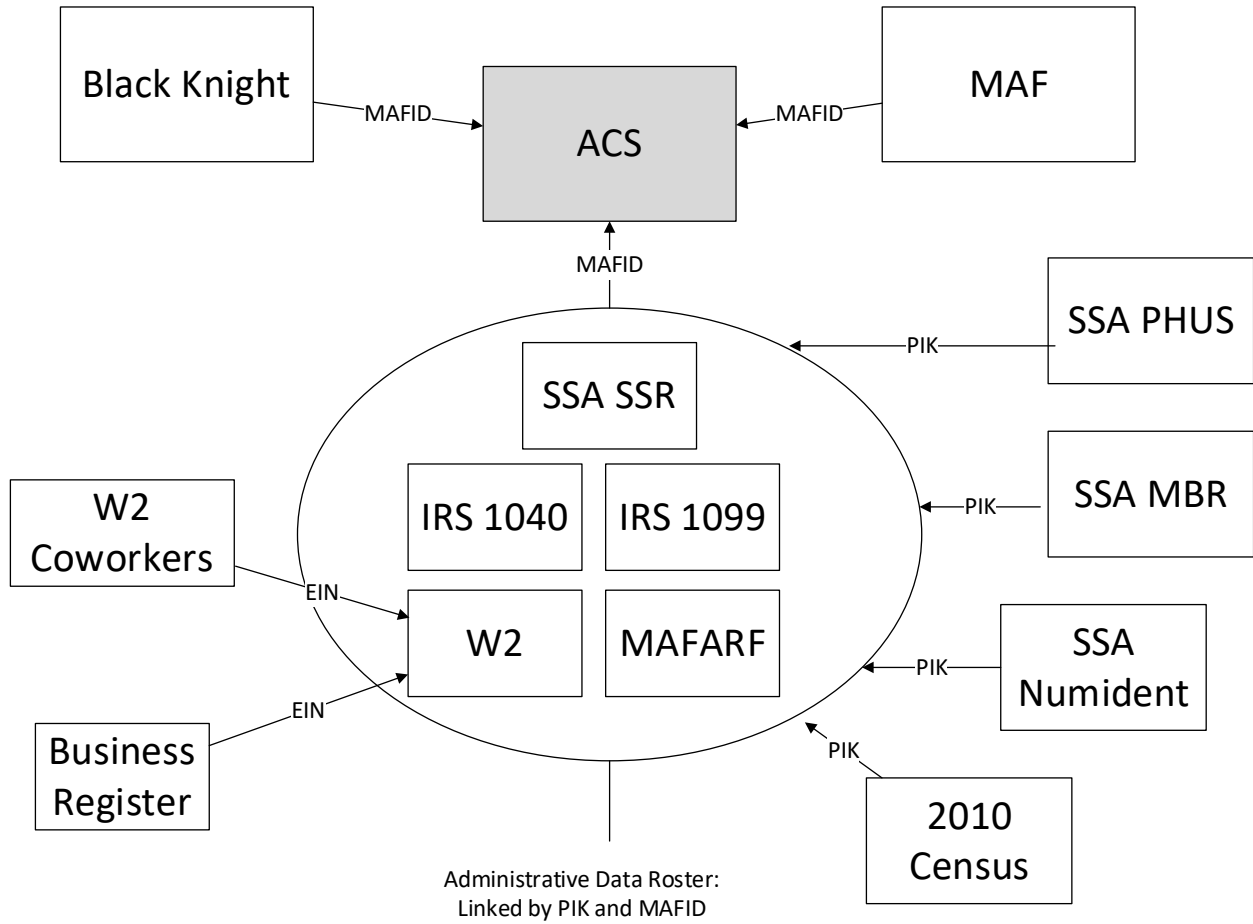 Black Knight
MAFID
ACS
MAFID
MAF
MAFID
SSA PHUS
PIK
SSA SSR
SSA MBR
PIK
IRS 1040
IRS 1099
W2
Coworkers
EIN
W2
MAFARF
SSA
Numident
PIK
Business
Register
EIN
2010
Census
PIK
Administrative Data Roster:
Linked by PIK and MAFID